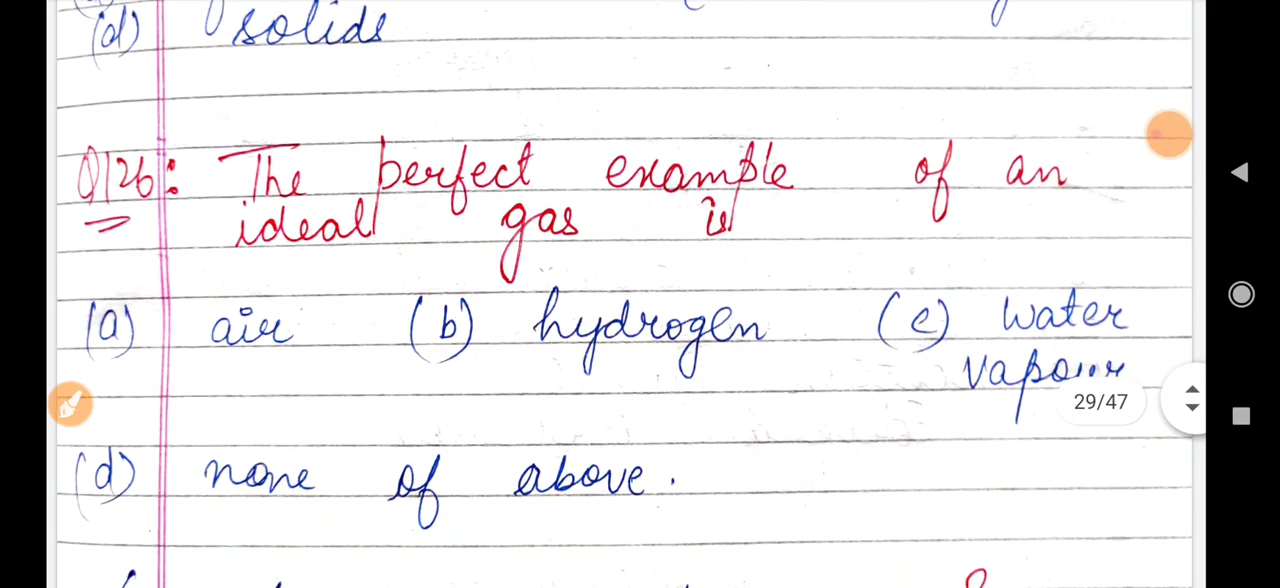 (d) solids
Q126: The perfect example of an
ideal gas is
(a) air (b) hydrogen (c) water
vapour
29/47
(d) none of above.